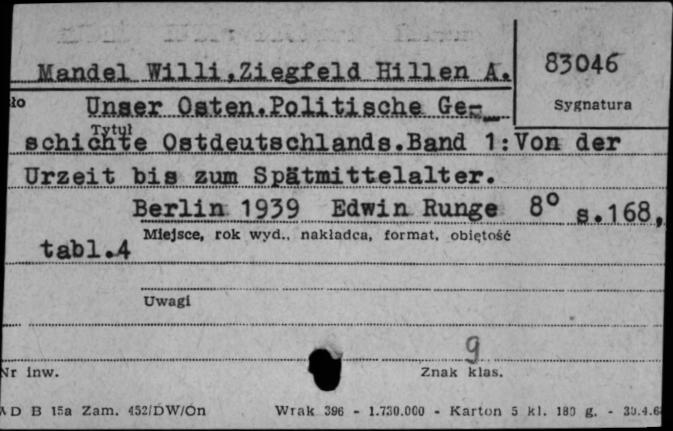 Mandel Willi,Ziegfeld Hillen A.
83046
Sygnatura
Unser Osten.Politische Ge-
Tytuł
schichte Ostdeutschlands.Band 1:Von der
Urzeit bis zum Spätmittelalter.
Berlin 1939 Edwin Runge 8° s.168,
Miejsce, rok wyd., nakładca, format, objętość
tabl.4
Uwagi
9
Nr inw.
Znak klas.
AD B 15a Zam. 452/DW/On Wrak 396 - 1.730.000 - Karton 5 kl. 180 g. -